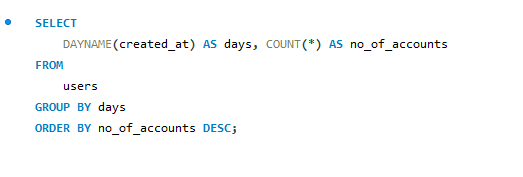 SELECT
DAYNAME(created_at) AS days, COUNT(*) AS no_of_accounts
FROM
users
GROUP BY days
ORDER BY no_of_accounts DESC;